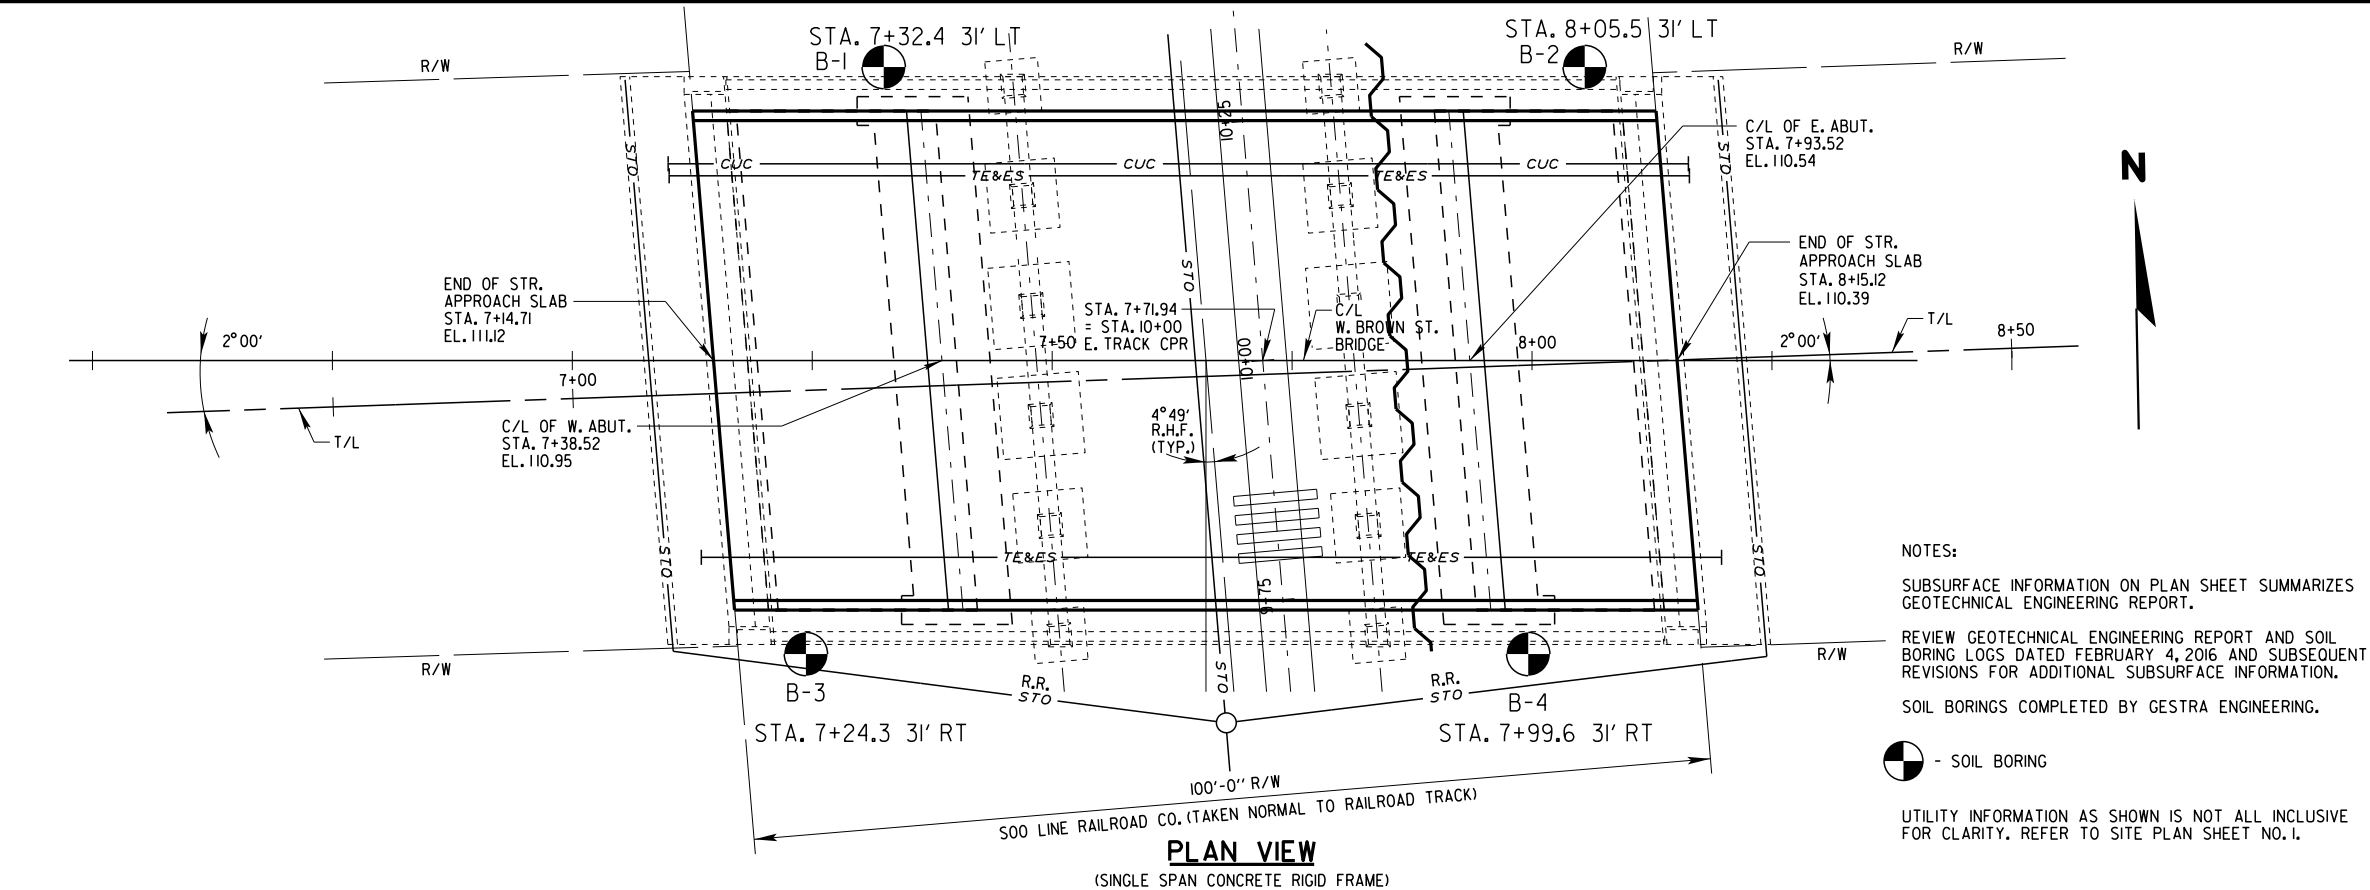 STA. 7+32.4 31' LT
B-1
STA. 8+05.5 31' LT
B-2
R/W
R/W
10+25
C/L OF E. ABUT.
STA. 7+93.52
EL. 110.54
N
STO
CUC
CUC
CUC
STO
TE&ES
TE&ES
END OF STR.
APPROACH SLAB
STA. 8+15.12
EL. 110.39
END OF STR.
APPROACH SLAB
STA. 7+14.71
EL. 111.12
STO
STA. 7+71.94
= STA. 10+00
E. TRACK CPR
C/L
W. BROWN ST.
BRIDGE
T/L
2°00'
7+50
10+00
8+00
2°00'
8+50
7+00
C/L OF W. ABUT.
STA. 7+38.52
EL. 110.95
T/L
4°49'
R.H.F.
(TYP.)
STO
TE&ES
TE&ES
STO
9+75
NOTES:
SUBSURFACE INFORMATION ON PLAN SHEET SUMMARIZES
GEOTECHNICAL ENGINEERING REPORT.
REVIEW GEOTECHNICAL ENGINEERING REPORT AND SOIL
BORING LOGS DATED FEBRUARY 4, 2016 AND SUBSEQUENT
REVISIONS FOR ADDITIONAL SUBSURFACE INFORMATION.
SOIL BORINGS COMPLETED BY GESTRA ENGINEERING.
- SOIL BORING
UTILITY INFORMATION AS SHOWN IS NOT ALL INCLUSIVE
FOR CLARITY. REFER TO SITE PLAN SHEET NO. 1.
R/W
R/W
B-3
STA. 7+24.3 31' RT
R.R.
STO
STO
R.R.
STO
B-4
STA. 7+99.6 31' RT
100'-0" R/W
SOO LINE RAILROAD CO. (TAKEN NORMAL TO RAILROAD TRACK)
PLAN VIEW
(SINGLE SPAN CONCRETE RIGID FRAME)